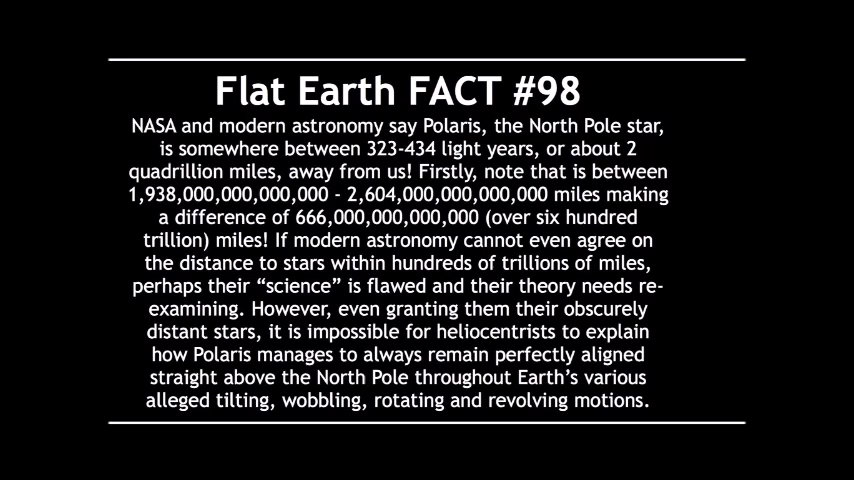 Flat Earth FACT #98
NASA and modern astronomy say Polaris, the North Pole star,
is somewhere between 323-434 light years, or about 2
quadrillion miles, away from us! Firstly, note that is between
1,938,000,000,000,000 - 2,604,000,000,000,000 miles making
a difference of 666,000,000,000,000 (over six hundred
trillion) miles! If modern astronomy cannot even agree on
the distance to stars within hundreds of trillions of miles,
perhaps their “science” is flawed and their theory needs re-
examining. However, even granting them their obscurely
distant stars, it is impossible for heliocentrists to explain
how Polaris manages to always remain perfectly aligned
straight above the North Pole throughout Earth’s various
alleged tilting, wobbling, rotating and revolving motions.